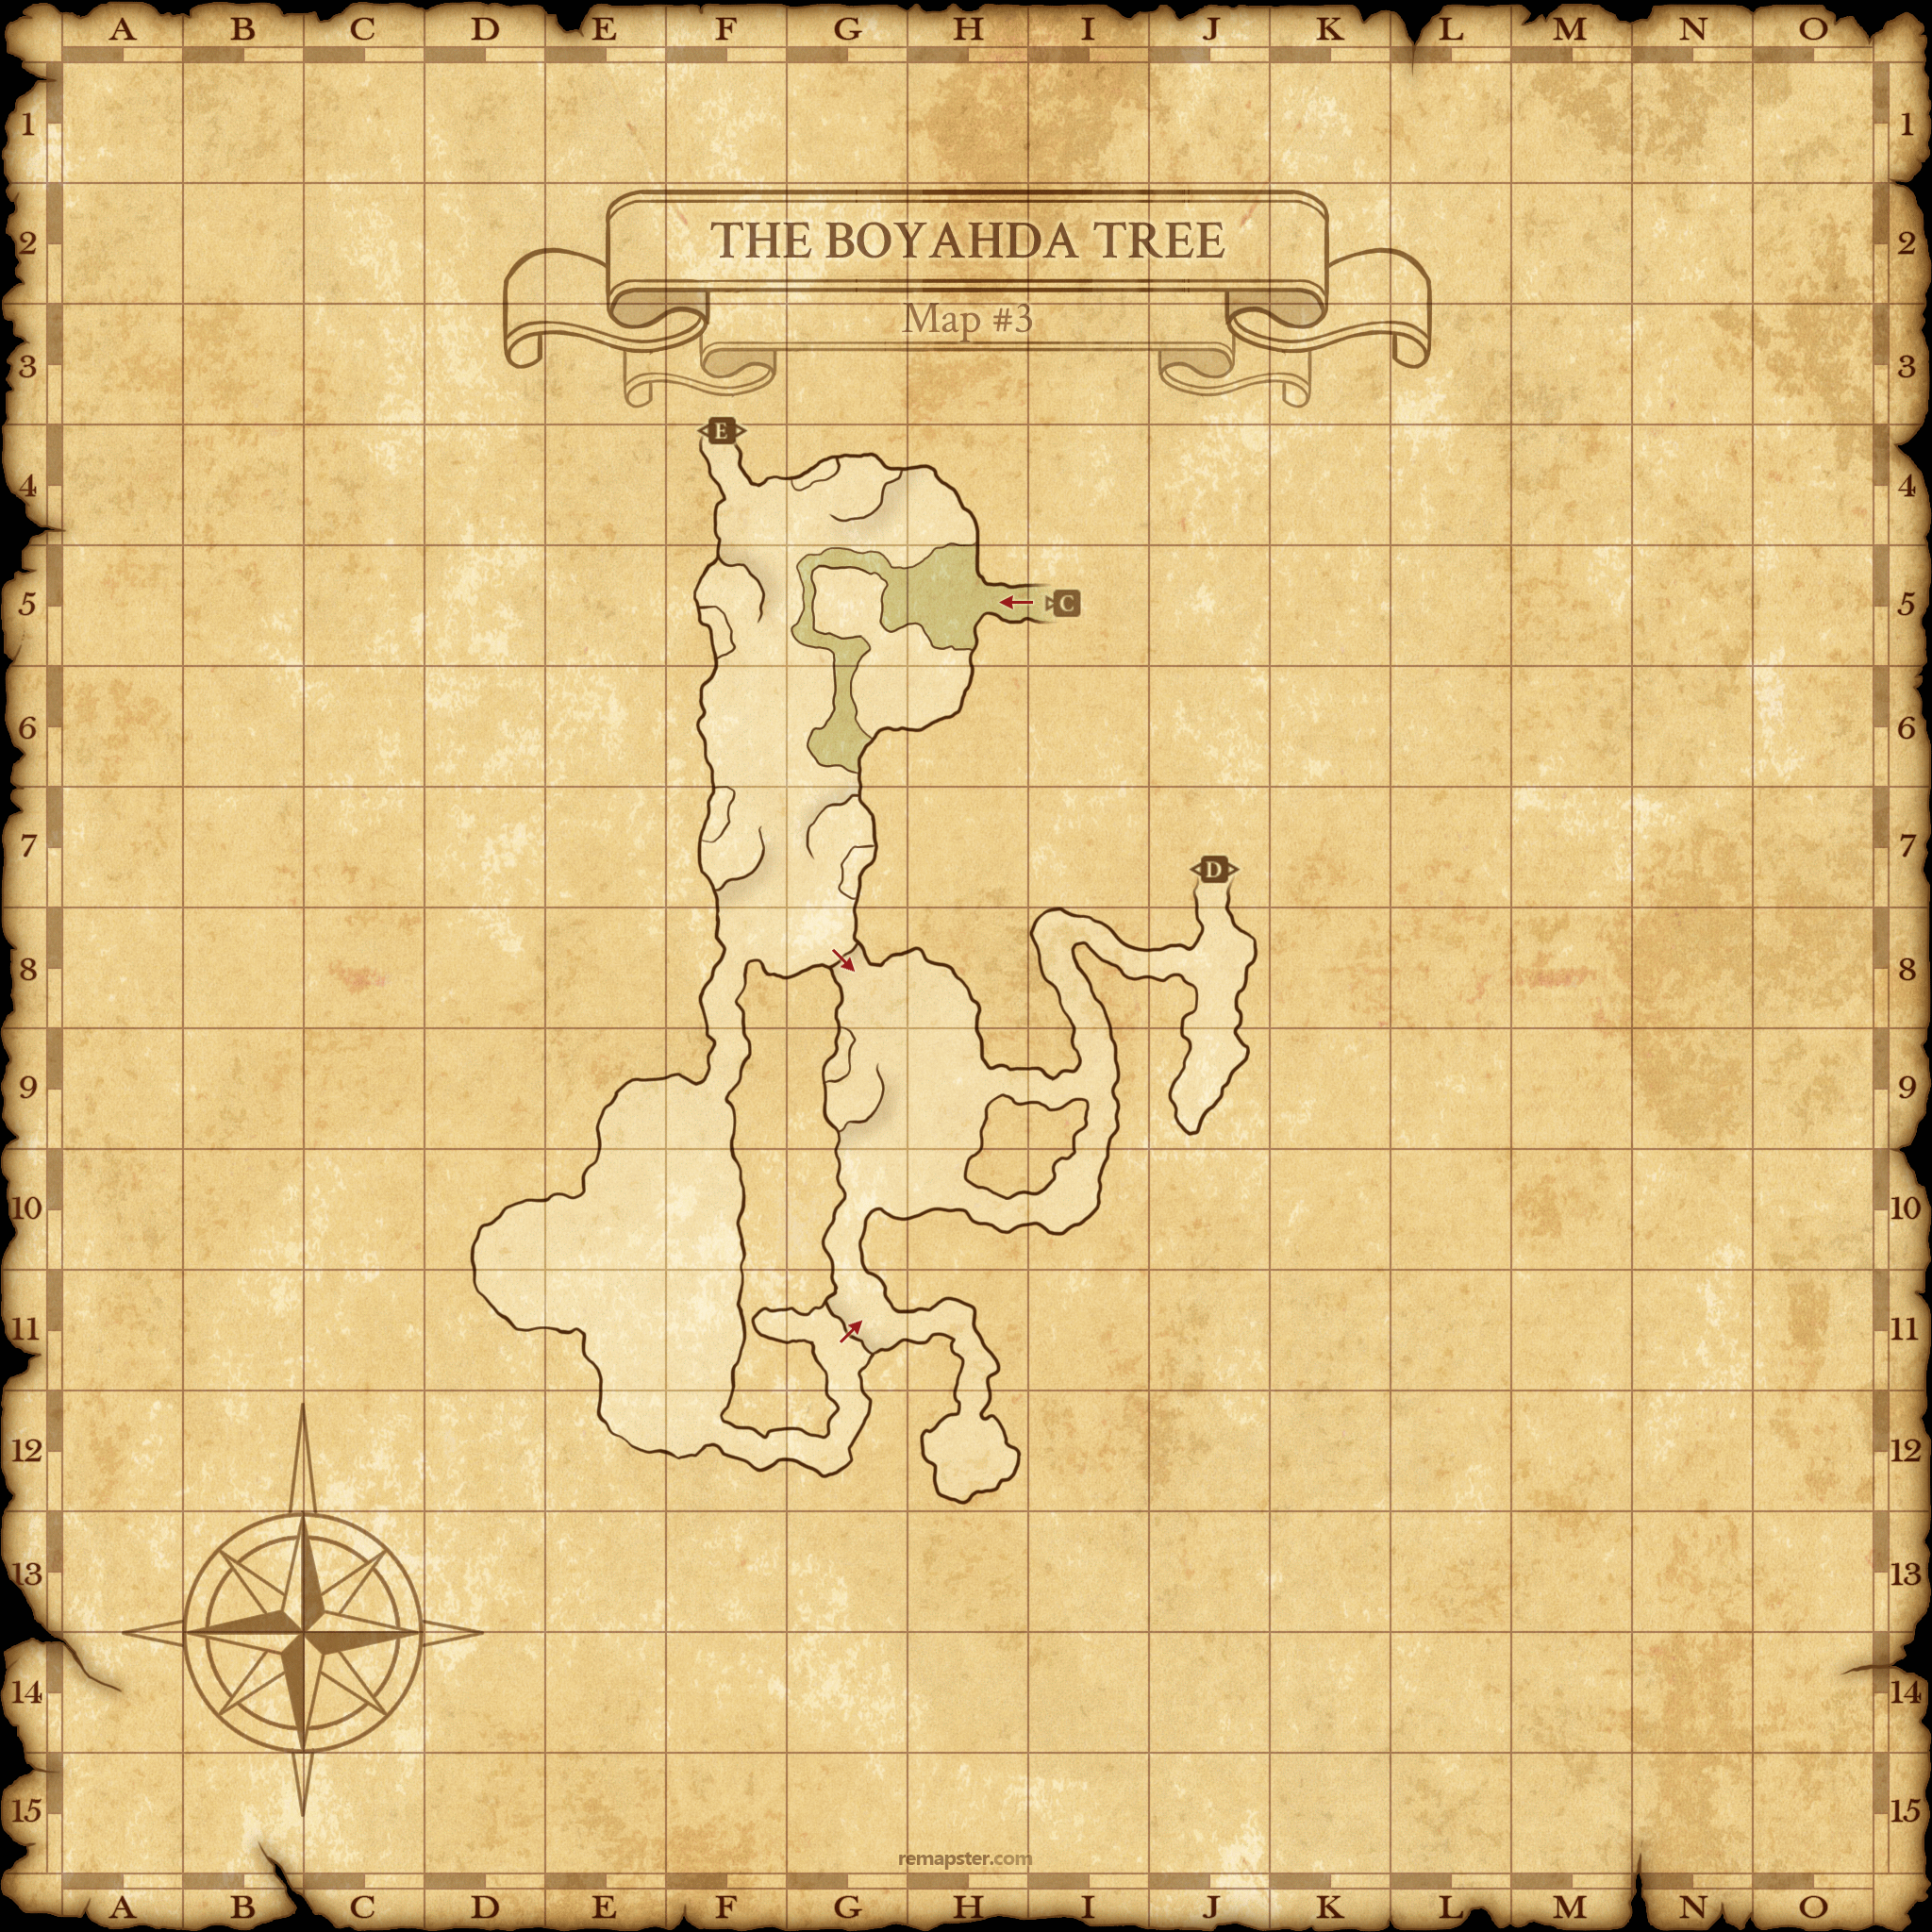 A B C D E F G H I J K L M N O
1 1
THE BOYAHDA TREE
2 2
Map #3
3 3
E
4 4
5 C 5
6 6
7 7
D
8 8
9 9
10 10
11 11
12 12
13 13
14 14
15 15
remapster.com
A B C D E F G H I J K L M N O